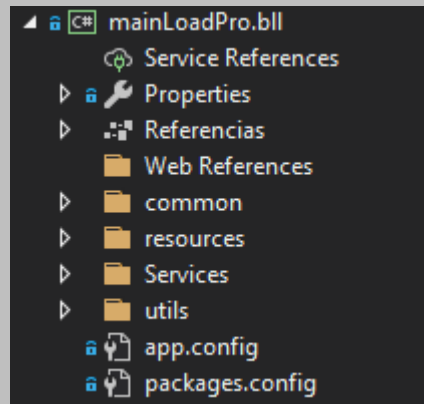 C# mainLoadPro.bll
Service References
Properties
Referencias
Web References
common
resources
Services
utils
app.config
packages.config